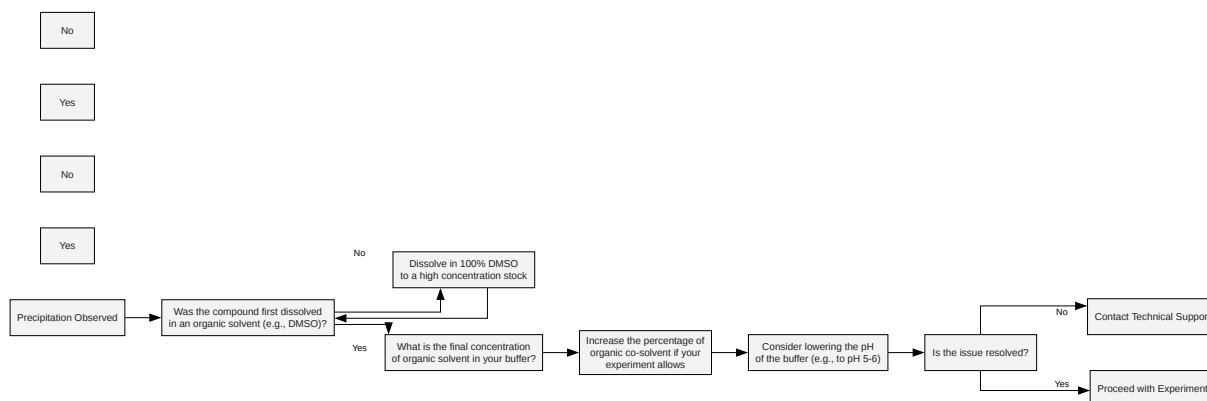 No
Yes
No
Yes
No
Dissolve in 100% DMSO
to a high concentration stock
Precipitation Observed
Was the compound first dissolved
in an organic solvent (e.g., DMSO)?
Yes
What is the final concentration
of organic solvent in your buffer?
Increase the percentage of
organic co-solvent if your
experiment allows
Consider lowering the pH
of the buffer (e.g., to pH 5-6)
Is the issue resolved?
No
Contact Technical Support
Yes
Proceed with Experiment